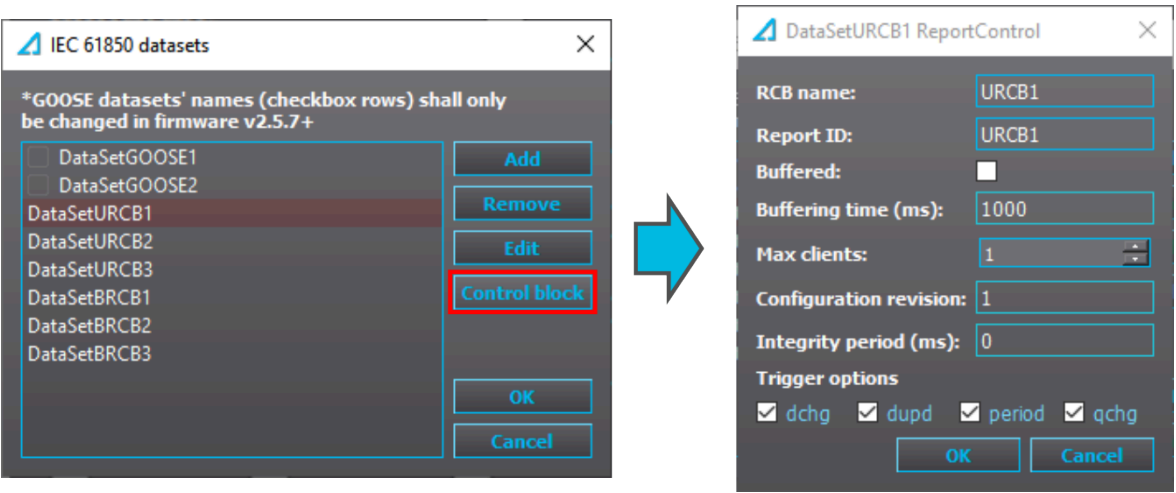 IEC 61850 datasets
*GOOSE datasets' names (checkbox rows) shall only
be changed in firmware v2.5.7+
DataSetGOOSE1
DataSetGOOSE2
DataSetURCB1
DataSetURCB2
DataSetURCB3
DataSetBRCB1
DataSetBRCB2
DataSetBRCB3
Add
Remove
Edit
Control block
OK
Cancel
DataSetURCB1 ReportControl
RCB name: URCB1
Report ID: URCB1
Buffered:
Buffering time (ms): 1000
Max clients: 1
Configuration revision: 1
Integrity period (ms): 0
Trigger options
dchg dupd period qchg
OK Cancel